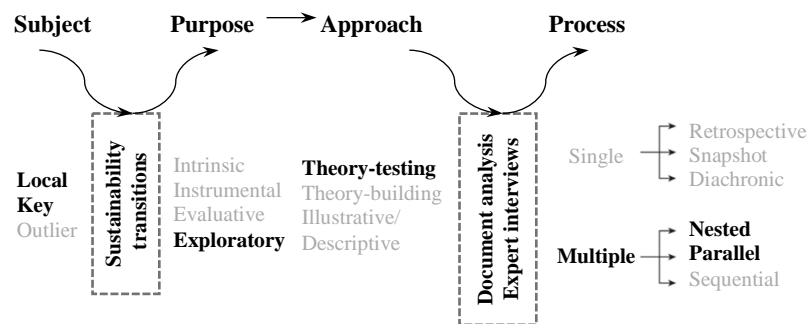 Subject
Purpose
Approach
Process
Local
Key
Outlier
Sustainability
transitions
Intrinsic
Instrumental
Evaluative
Exploratory
Theory-testing
Theory-building
Illustrative/
Descriptive
Document analysis
Expert interviews
Single
Retrospective
Snapshot
Diachronic
Multiple
Nested
Parallel
Sequential